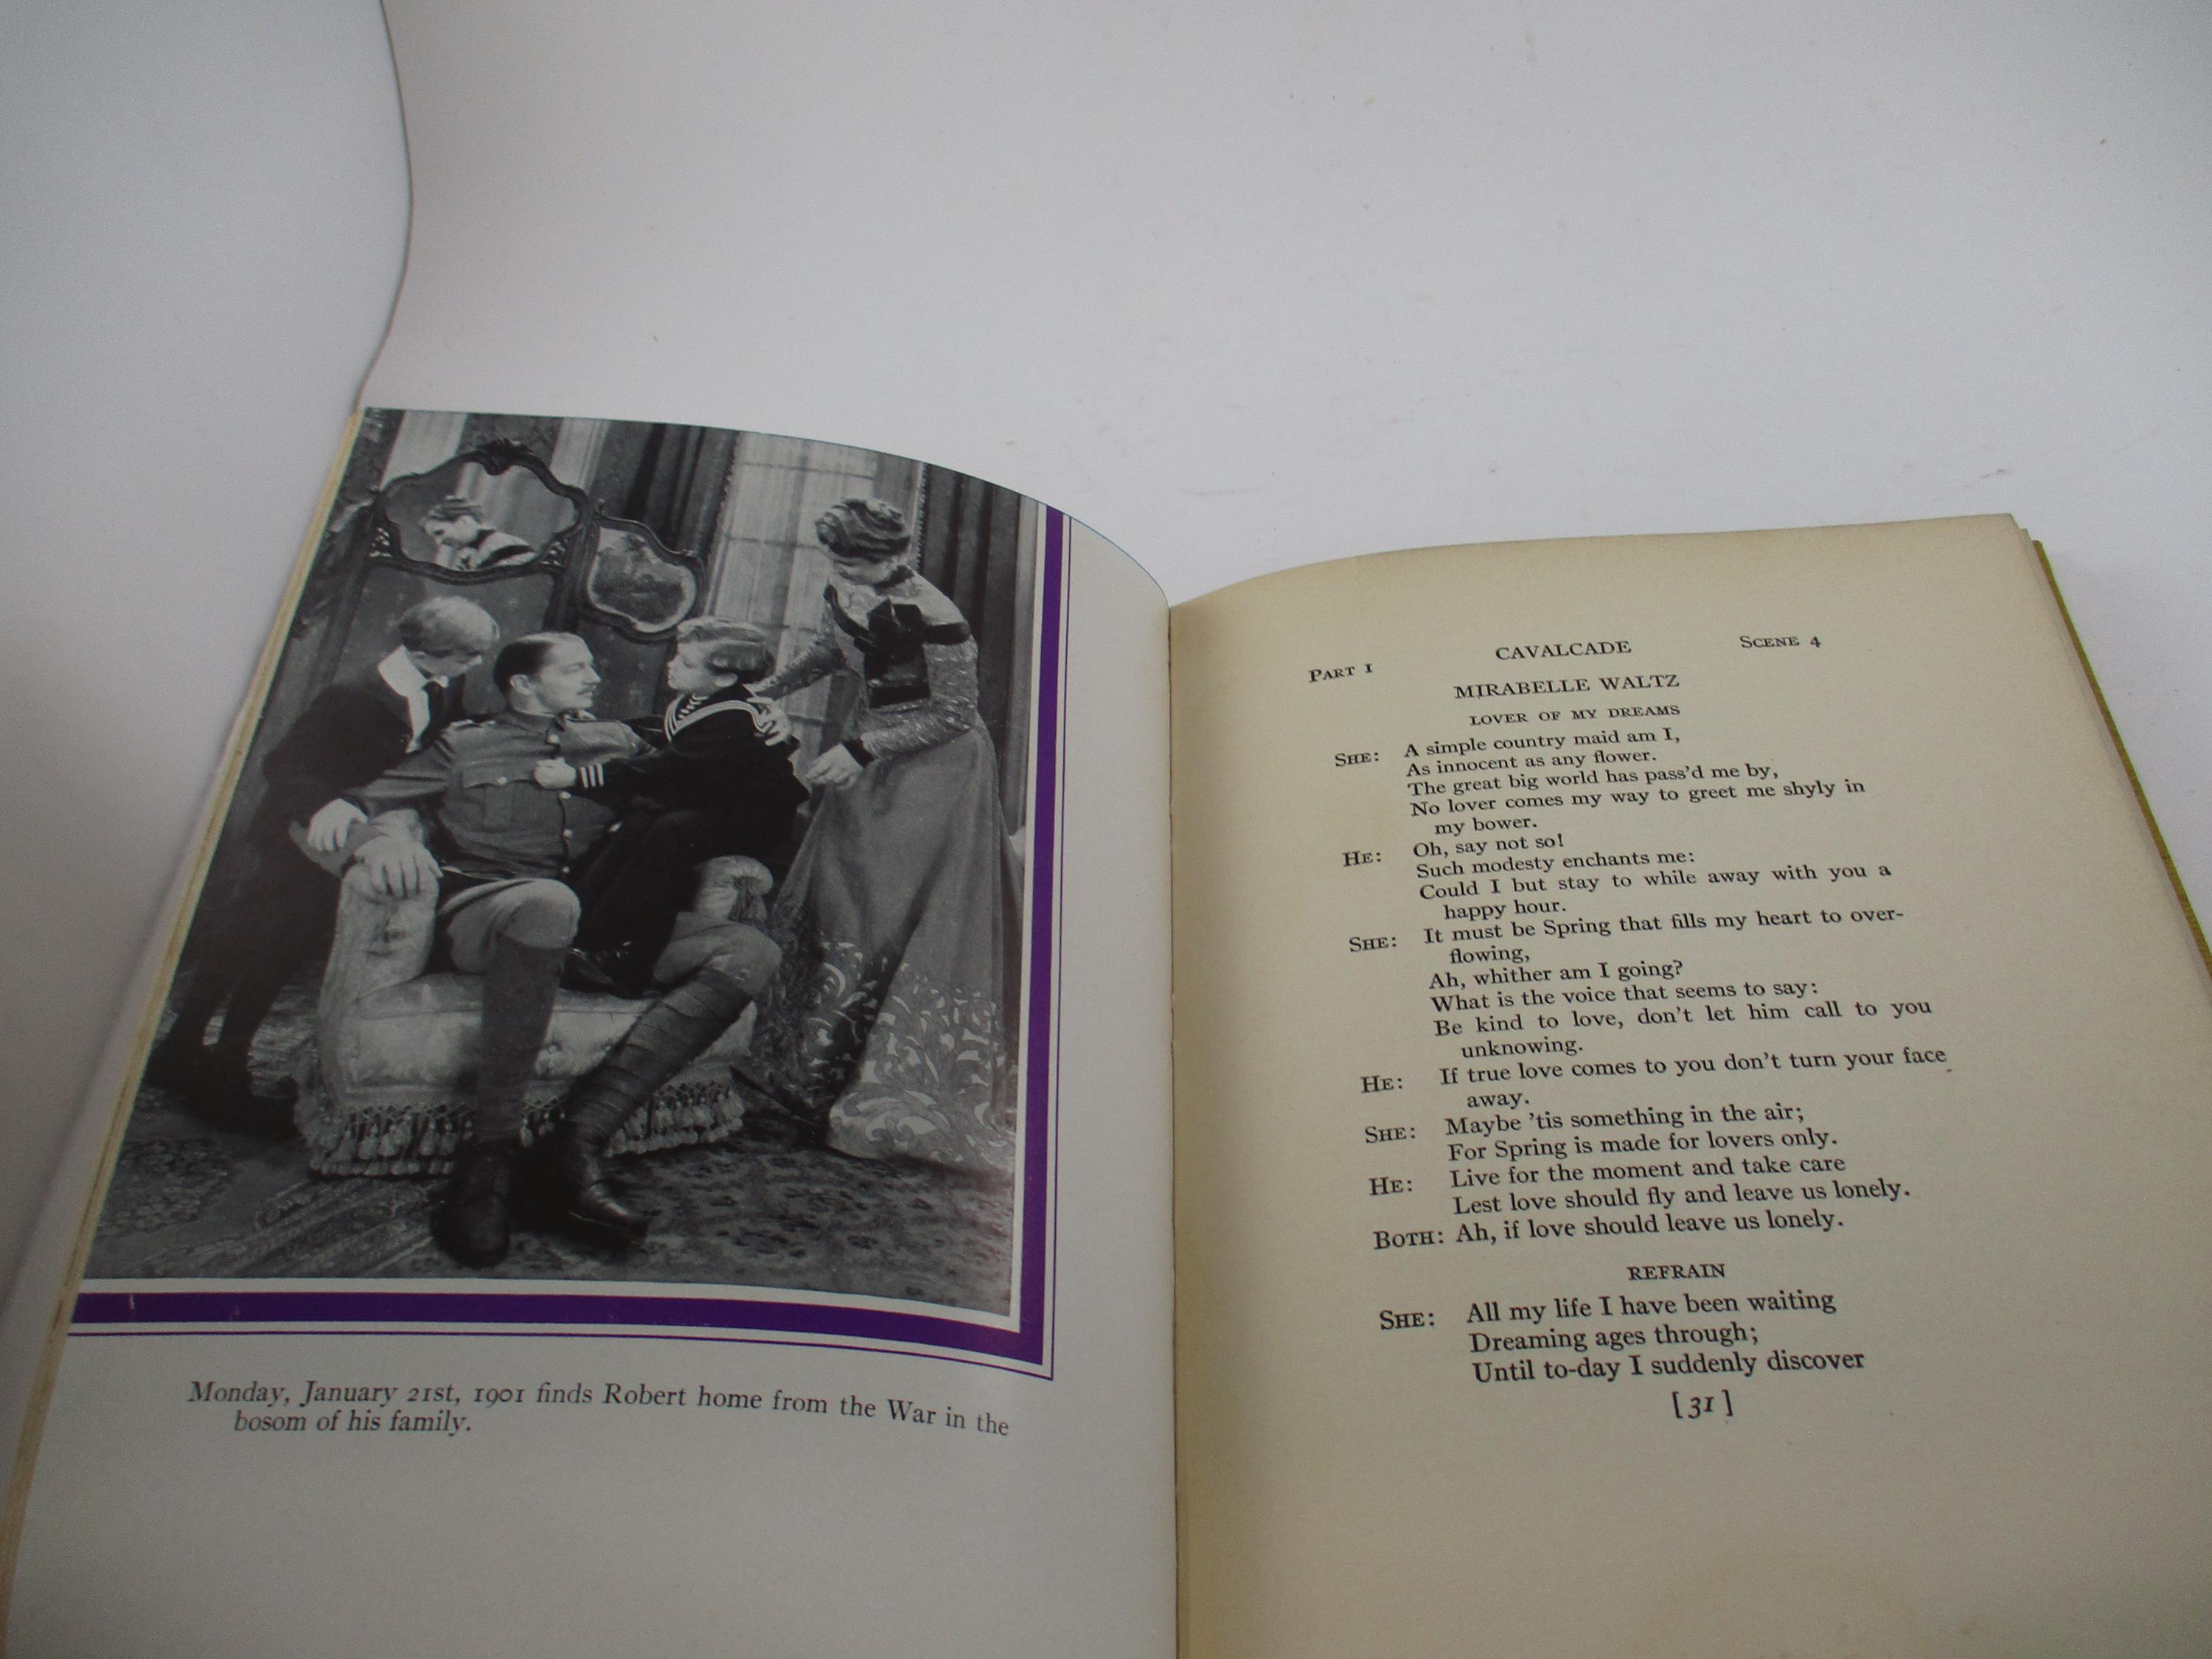 Monday, January 21st, 1901 finds Robert home from the War in the
bosom of his family.
PART I CAVALCADE SCENE 4
MIRABELLE WALTZ
LOVER OF MY DREAMS
SHE: A simple country maid am I,
As innocent as any flower.
The great big world has pass'd me by,
No lover comes my way to greet me shyly in
my bower.
HE: Oh, say not so!
Such modesty enchants me:
Could I but stay to while away with you a
happy hour.
SHE: It must be Spring that fills my heart to over-
flowing,
Ah, whither am I going?
What is the voice that seems to say:
Be kind to love, don't let him call to you
unknowing.
HE: If true love comes to you don't turn your face
away.
SHE: Maybe 'tis something in the air;
For Spring is made for lovers only.
HE: Live for the moment and take care
Lest love should fly and leave us lonely.
BOTH: Ah, if love should leave us lonely.
REFRAIN
SHE: All my life I have been waiting
Dreaming ages through;
Until to-day I suddenly discover
[31]